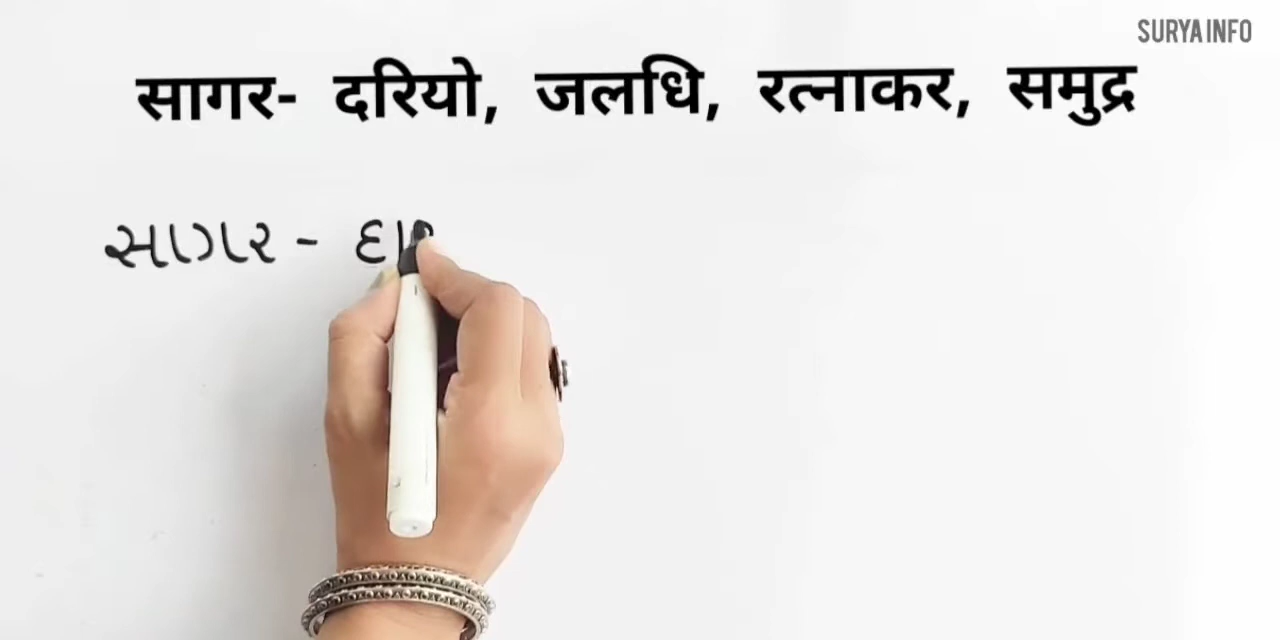 SURYA INFO
सागर- दरियो, जलधि, रत्नाकर, समुद्र
સાગર -